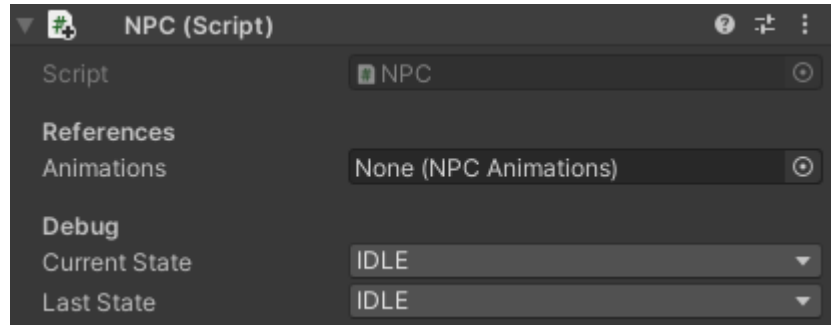 NPC (Script)
Script NPC
References
Animations None (NPC Animations)
Debug
Current State IDLE
Last State IDLE